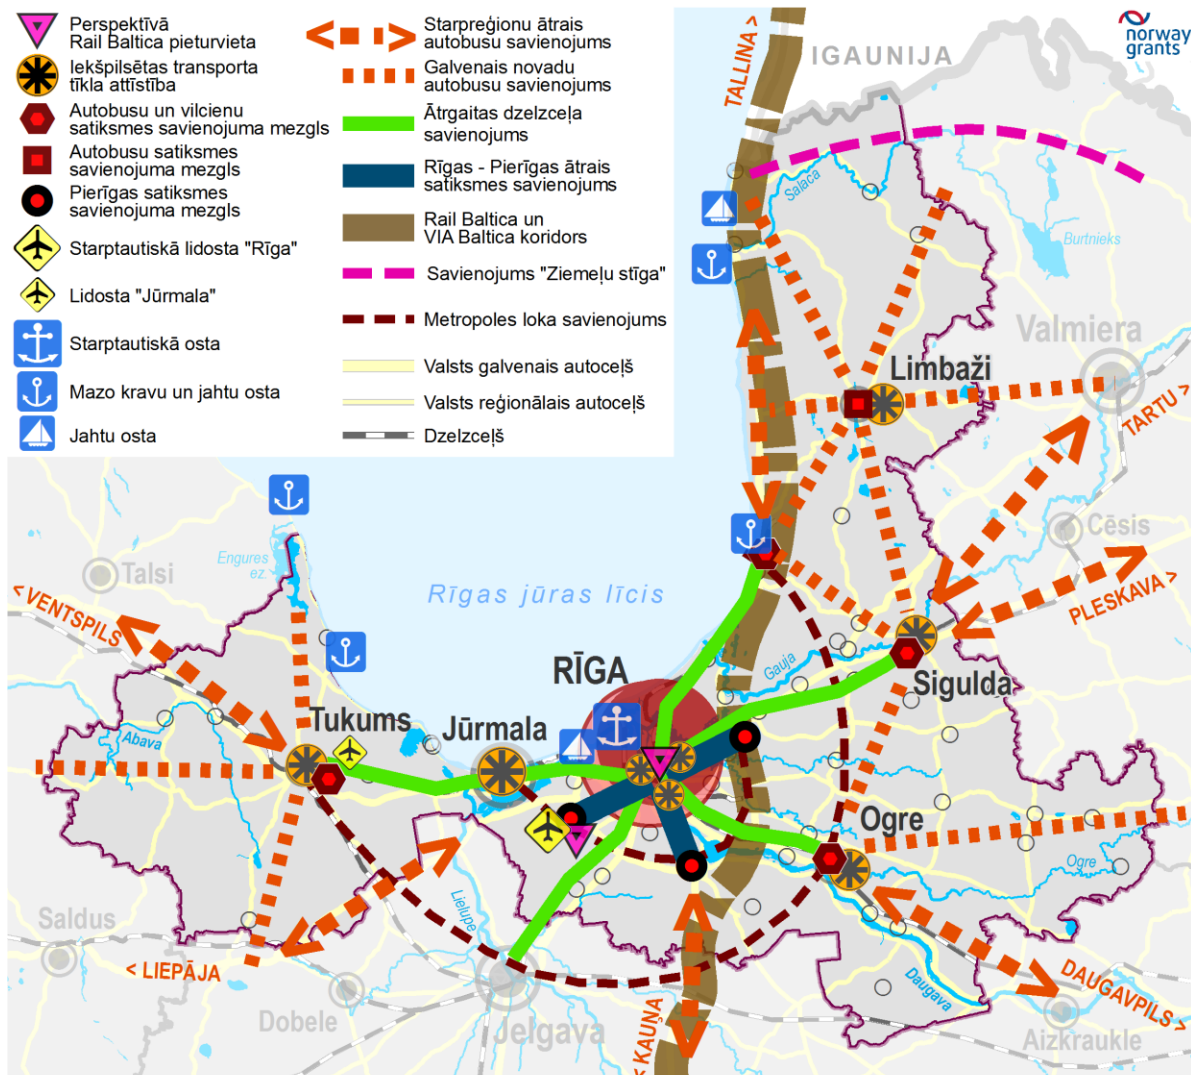 Perspektīvā
Rail Baltica pieturvieta
Iekšpilsētas transporta
tīkla attīstība
Autobusu un vilcienu
satiksmes savienojuma mezgls
Autobusu satiksmes
savienojuma mezgls
Pierīgas satiksmes
savienojuma mezgls
Starptautiskā lidosta "Rīga"
Lidosta "Jūrmala"
Starptautiskā osta
Mazo kravu un jahtu osta
Jahtu osta
Starpreģionu ātrais
autobusu savienojums
Galvenais novadu
autobusu savienojums
Ātrgaitas dzelzceļa
savienojums
Rīgas - Pierīgas ātrais
satiksmes savienojums
Rail Baltica un
VIA Baltica koridors
Savienojums "Ziemeļu stīga"
Metropoles loka savienojums
Valsts galvenais autoceļš
Valsts reģionālais autoceļš
Dzelzceļš
norway
grants
TALLINA >
IGAUNIJA
Salaca
Burtnieks
Valmiera
Limbaži
TARTU >
Cēsis
PLESKAVA >
Engures
ez.
Talsi
< VENTSPILS
Rīgas jūras līcis
Gauja
RĪGA
Sigulda
Tukums
Jūrmala
Abava
Ogre
Ogre
Lielupe
Saldus
< LIEPĀJA
Dobele
Jelgava
< KAUŅA
Daugava
DAUGAVPILS >
Aizkraukle